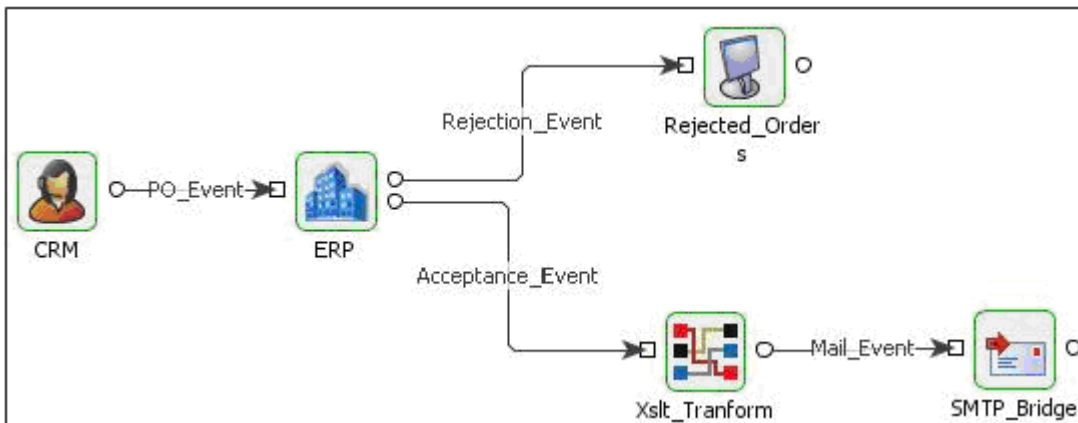 Rejection_Event
Rejected_Order
s
PO_Event
CRM
ERP
Acceptance_Event
Mail_Event
Xslt_Tranform
SMTP_Bridge